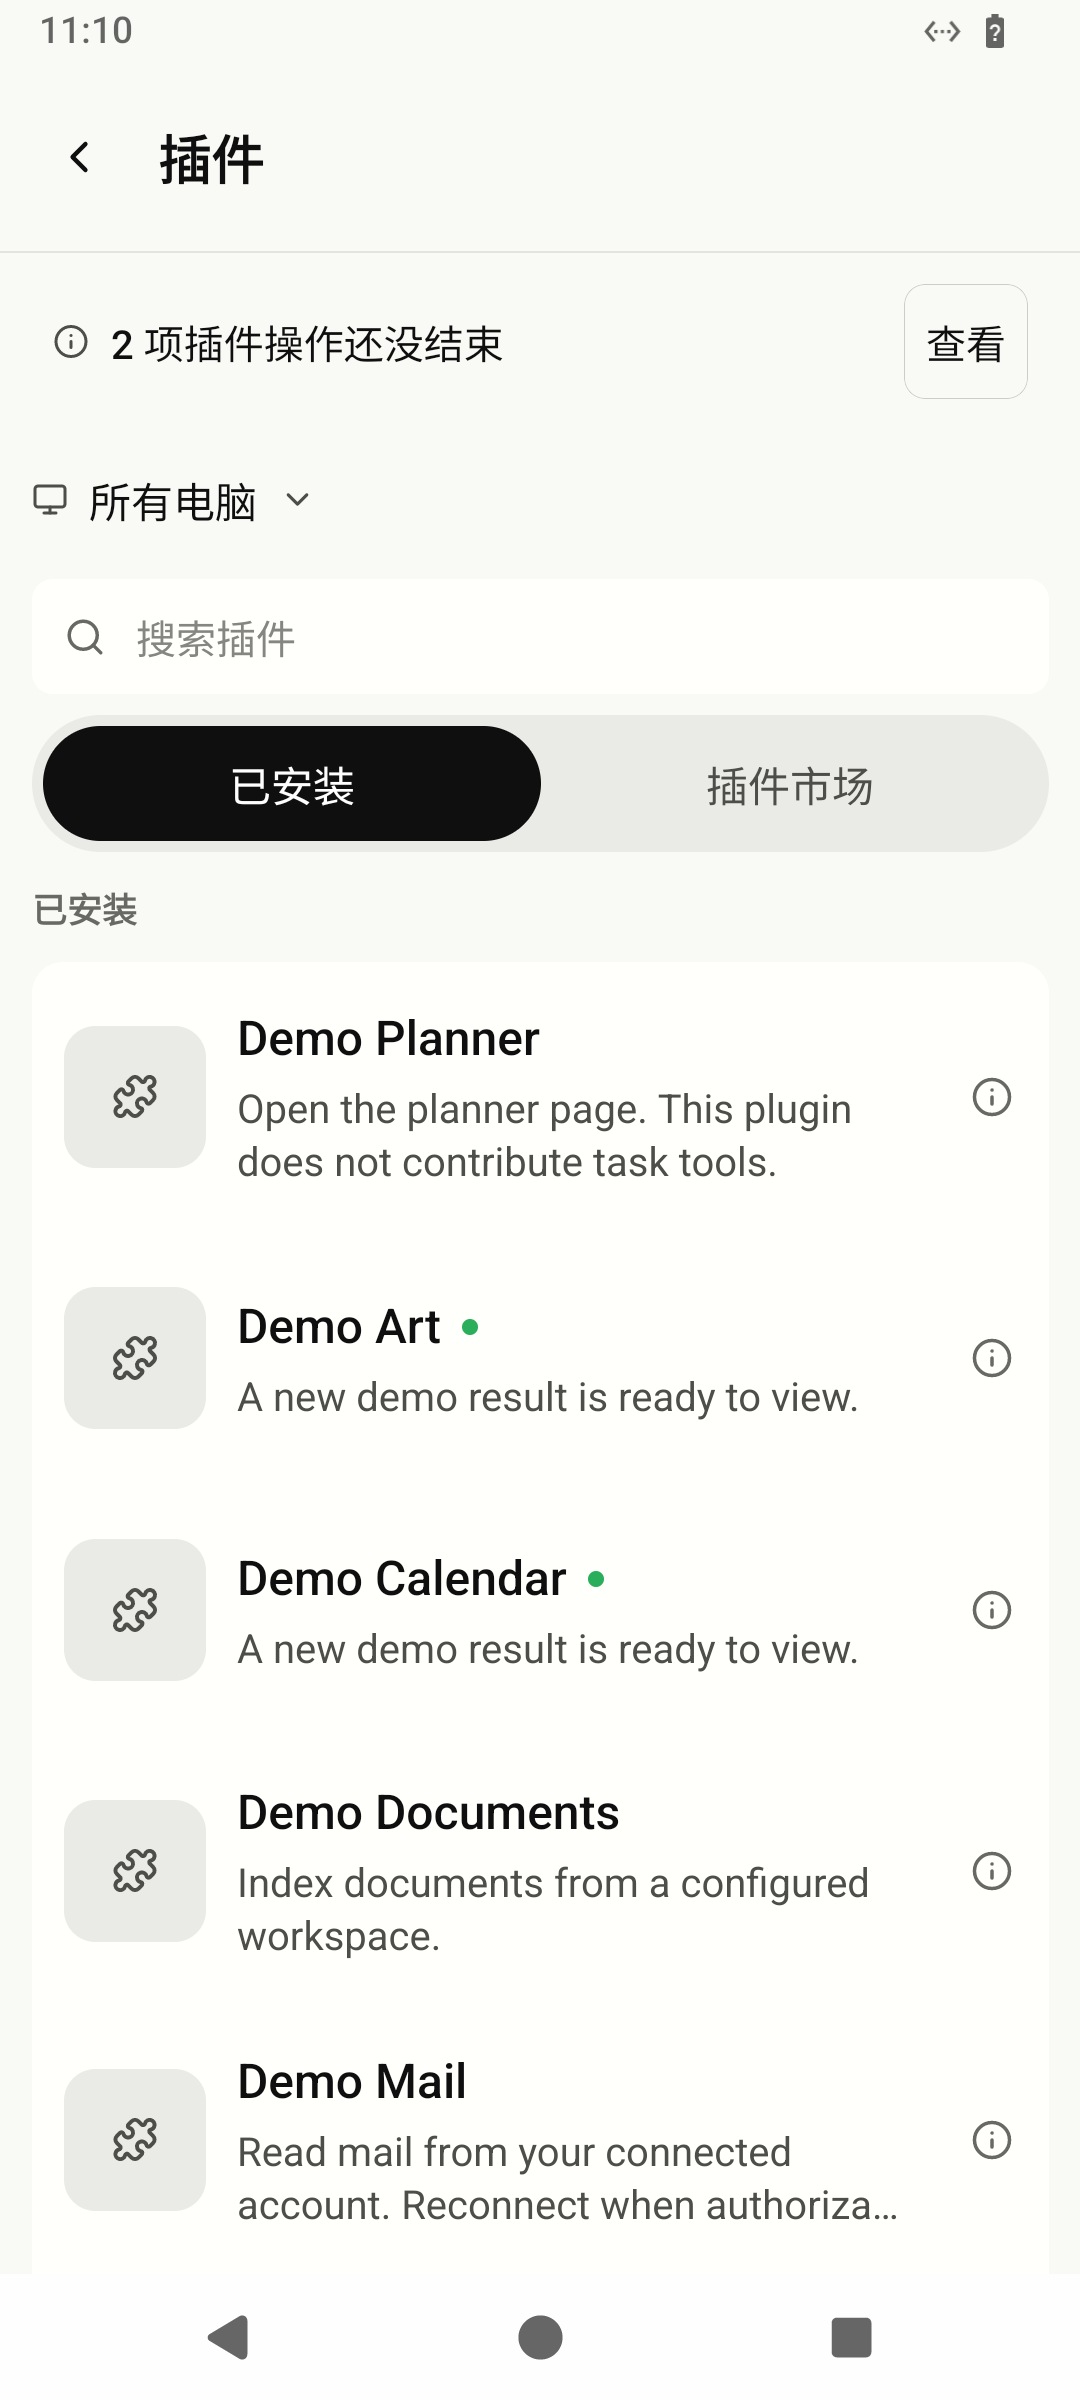 11:10
插件
2 项插件操作还没结束
查看
所有电脑
搜索插件
已安装
插件市场
已安装
Demo Planner
Open the planner page. This plugin
does not contribute task tools.
Demo Art
A new demo result is ready to view.
Demo Calendar
A new demo result is ready to view.
Demo Documents
Index documents from a configured
workspace.
Demo Mail
Read mail from your connected
account. Reconnect when authoriza…